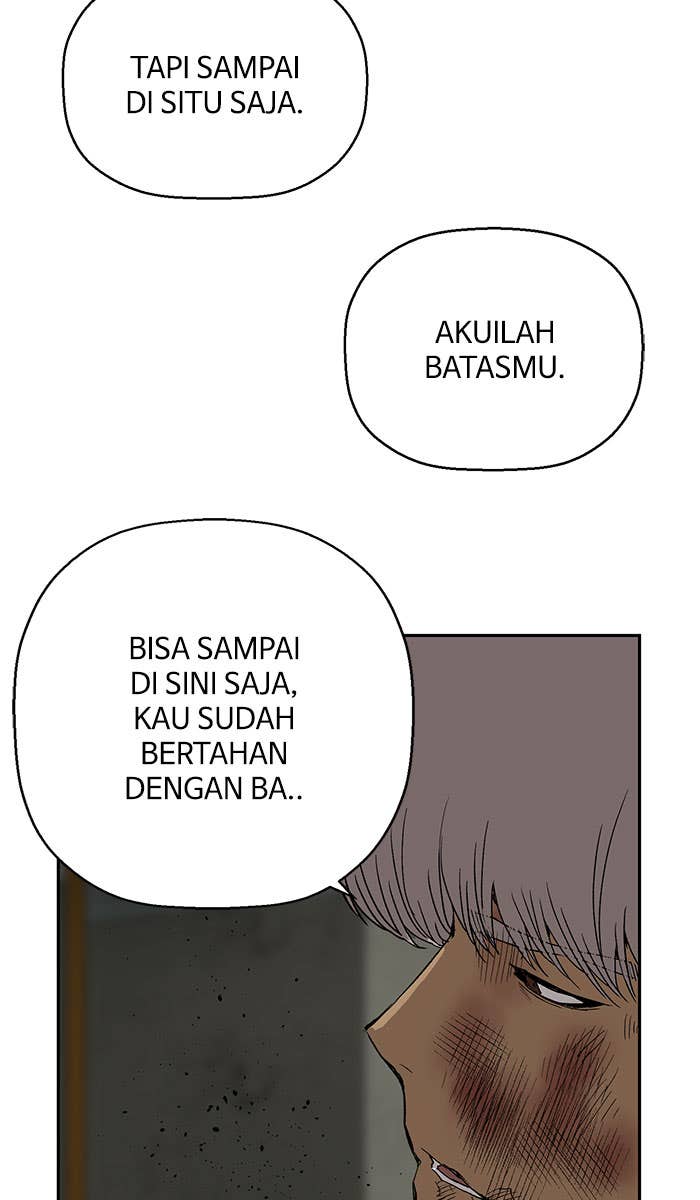 TAPI SAMPAI
DI SITU SAJA.
AKUILAH
BATASMU.
BISA SAMPAI
DI SINI SAJA,
KAU SUDAH
BERTAHAN
DENGAN BA..